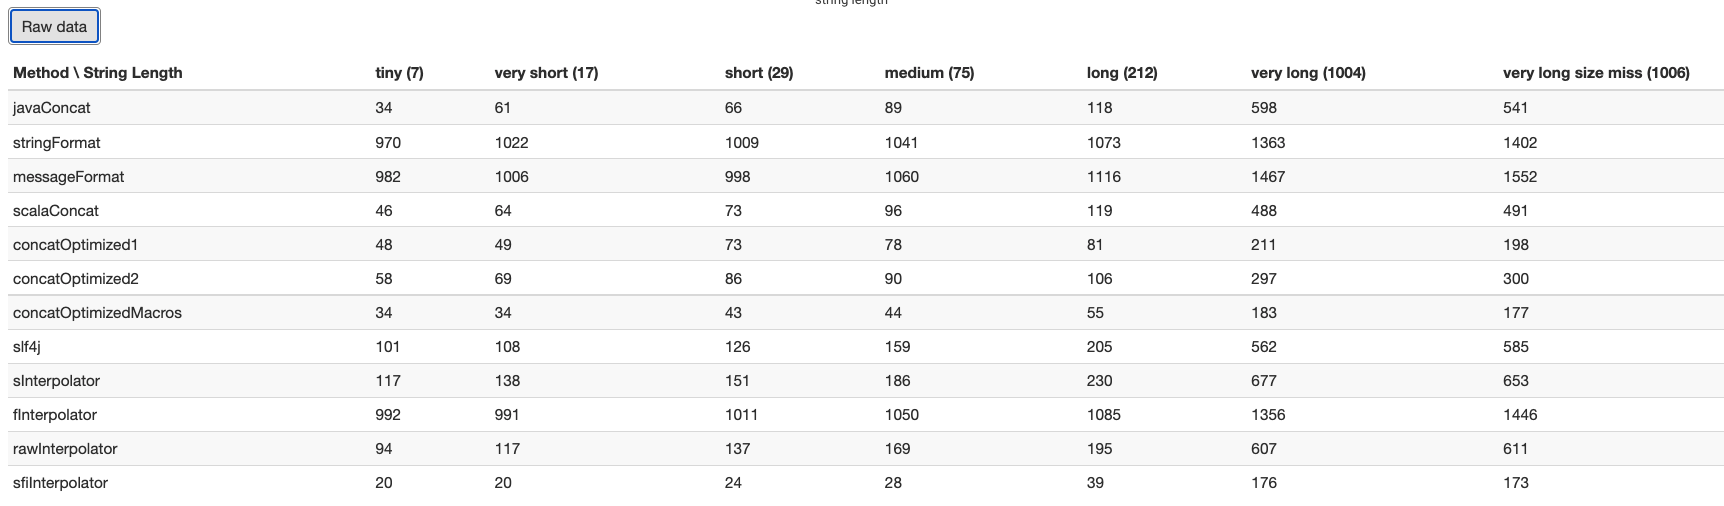 string length
Raw data
Method \ String Length tiny (7) very short (17) short (29) medium (75) long (212) very long (1004) very long size miss (1006)
javaConcat 34 61 66 89 118 598 541
stringFormat 970 1022 1009 1041 1073 1363 1402
messageFormat 982 1006 998 1060 1116 1467 1552
scalaConcat 46 64 73 96 119 488 491
concatOptimized1 48 49 73 78 81 211 198
concatOptimized2 58 69 86 90 106 297 300
concatOptimizedMacros 34 34 43 44 55 183 177
slf4j 101 108 126 159 205 562 585
sInterpolator 117 138 151 186 230 677 653
fInterpolator 992 991 1011 1050 1085 1356 1446
rawInterpolator 94 117 137 169 195 607 611
sfiInterpolator 20 20 24 28 39 176 173